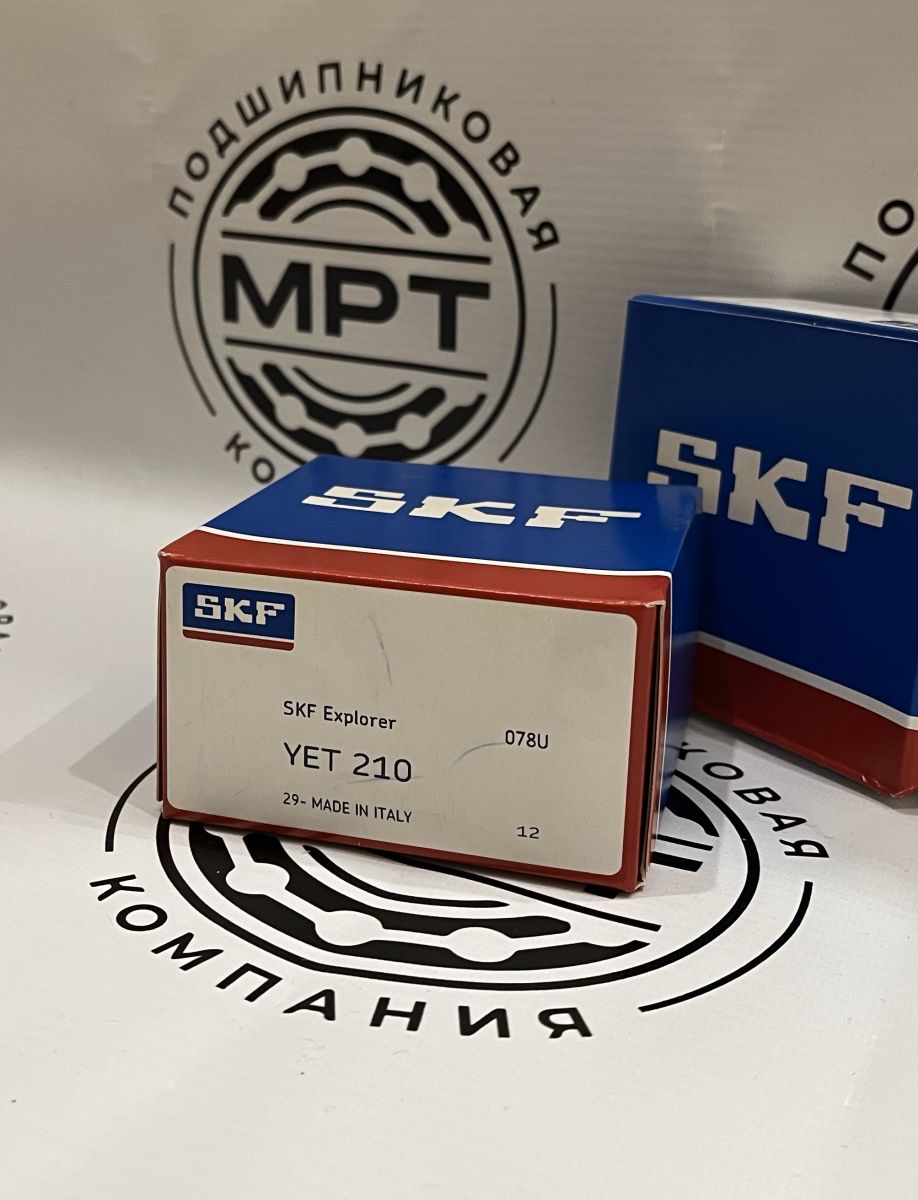 ПОДШИПНИКОВАЯ
МРТ
SKF
SKF
SKF
SKF Explorer
078U
YET 210
29- MADE IN ITALY
12
КОМПАНИЯ